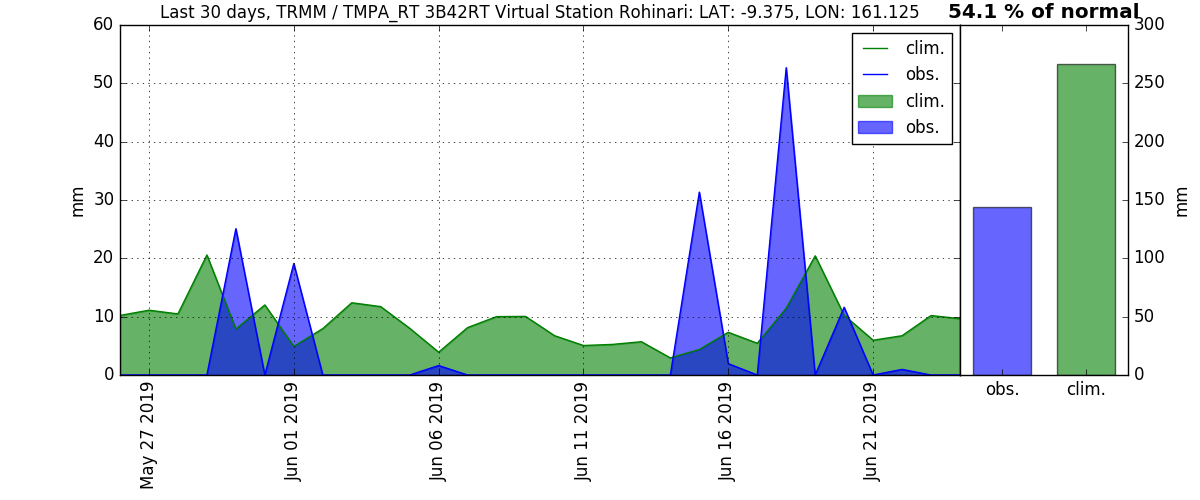 Last 30 days, TRMM / TMPA_RT 3B42RT Virtual Station Rohinari: LAT: -9.375, LON: 161.125
54.1 % of normal
60
50
40
30
20
10
0
mm
clim.
obs.
clim.
obs.
May 27 2019
Jun 01 2019
Jun 06 2019
Jun 11 2019
Jun 16 2019
Jun 21 2019
300
250
200
150
100
50
0
mm
obs.
clim.